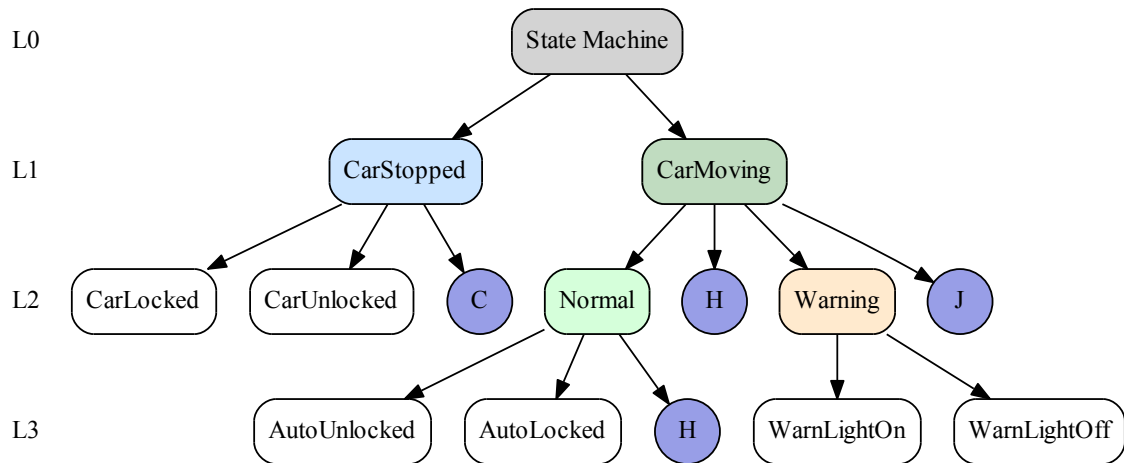 L0 State Machine
L1 CarStopped CarMoving
L2 CarLocked CarUnlocked C Normal H Warning J
L3 AutoUnlocked AutoLocked H WarnLightOn WarnLightOff